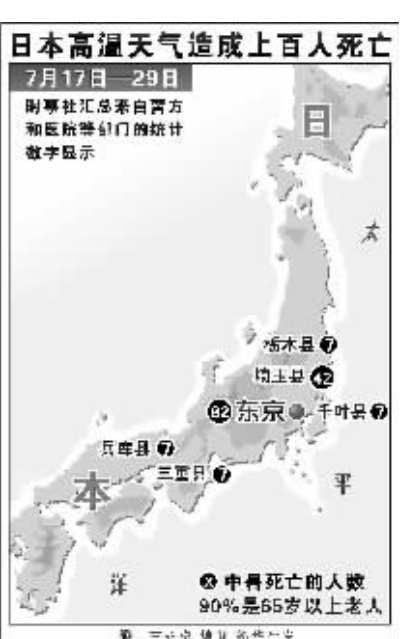 日本高温天气造成上百人死亡
7月17日—29日
时事社汇总来自警方
和医院等部门的统计
数字显示
日
太
栃木县 7
埼玉县 42
92 东京
千叶县 7
兵库县 7
三重县 7
本
平
洋
中暑死亡的人数
90%是65岁以上老人